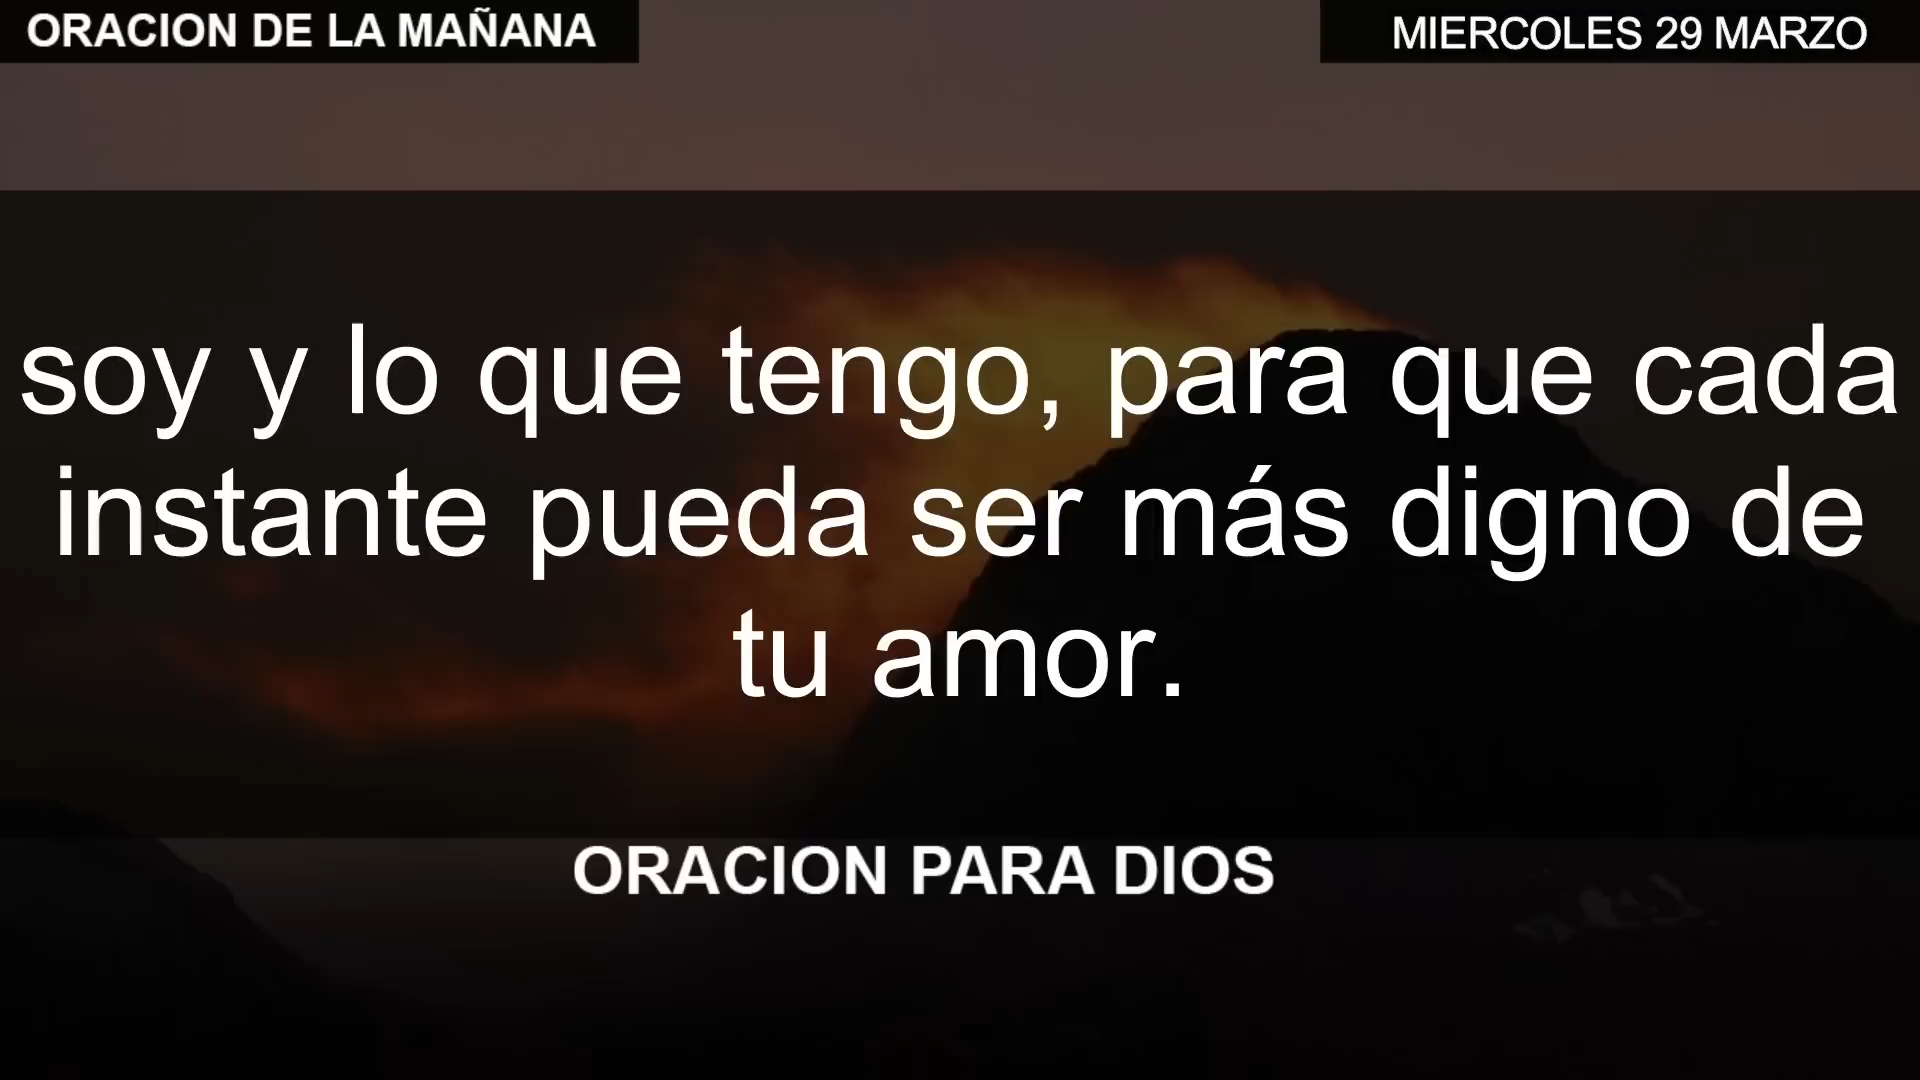 ORACION DE LA MAÑANA
MIERCOLES 29 MARZO
soy y lo que tengo, para que cada
instante pueda ser más digno de
tu amor.
ORACION PARA DIOS